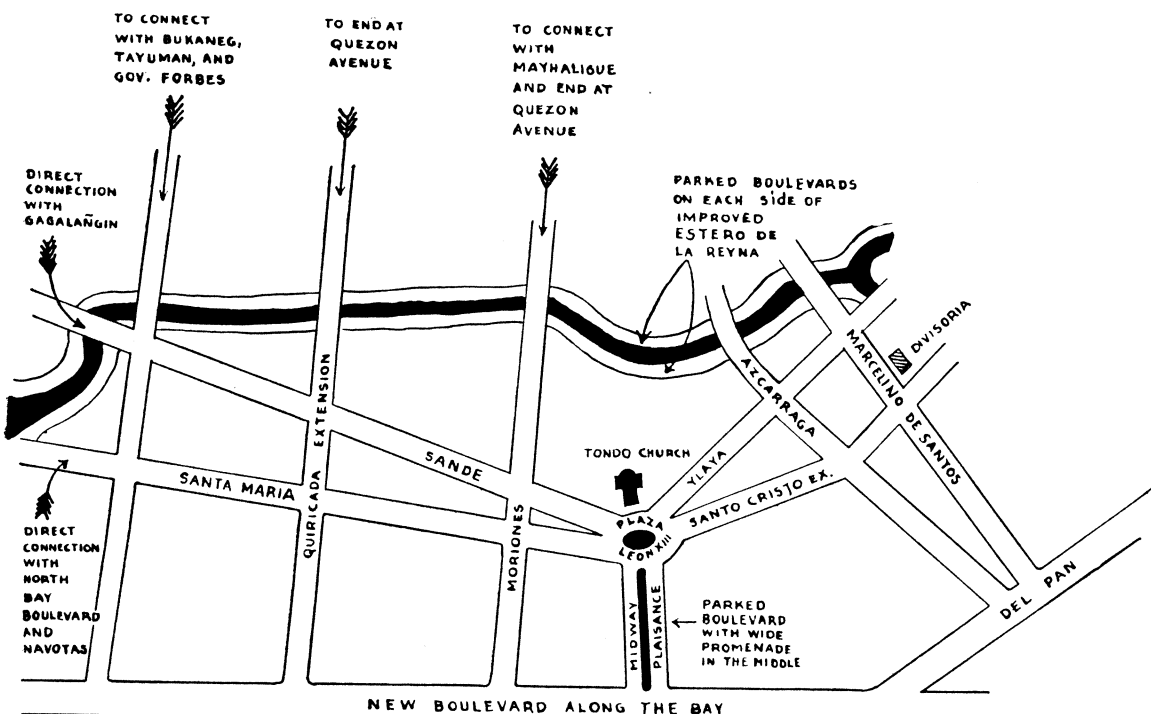 TO CONNECT
WITH BUKANEG,
TAYUMAN, AND
GOV. FORBES
TO END AT
QUEZON
AVENUE
TO CONNECT
WITH
MAYHALIGUE
AND END AT
QUEZON
AVENUE
DIRECT
CONNECTION
WITH
GAGALAÑGIN
PARKED BOULEVARDS
ON EACH SIDE OF
IMPROVED
ESTERO DE
LA REYNA
DIVISORIA
MARCELINO DE SANTOS
AZCARRAGA
QUIRICADA EXTENSION
SANDE
TONDO CHURCH
YLAYA
SANTA MARIA
SANTO CRISTO EX.
MORIONES
PLAZA
LEON XIII
DIRECT
CONNECTION
WITH
NORTH
BAY
BOULEVARD
AND
NAVOTAS
MIDWAY
PLAISANCE
PARKED
BOULEVARD
WITH WIDE
PROMENADE
IN THE MIDDLE
DEL PAN
NEW BOULEVARD ALONG THE BAY